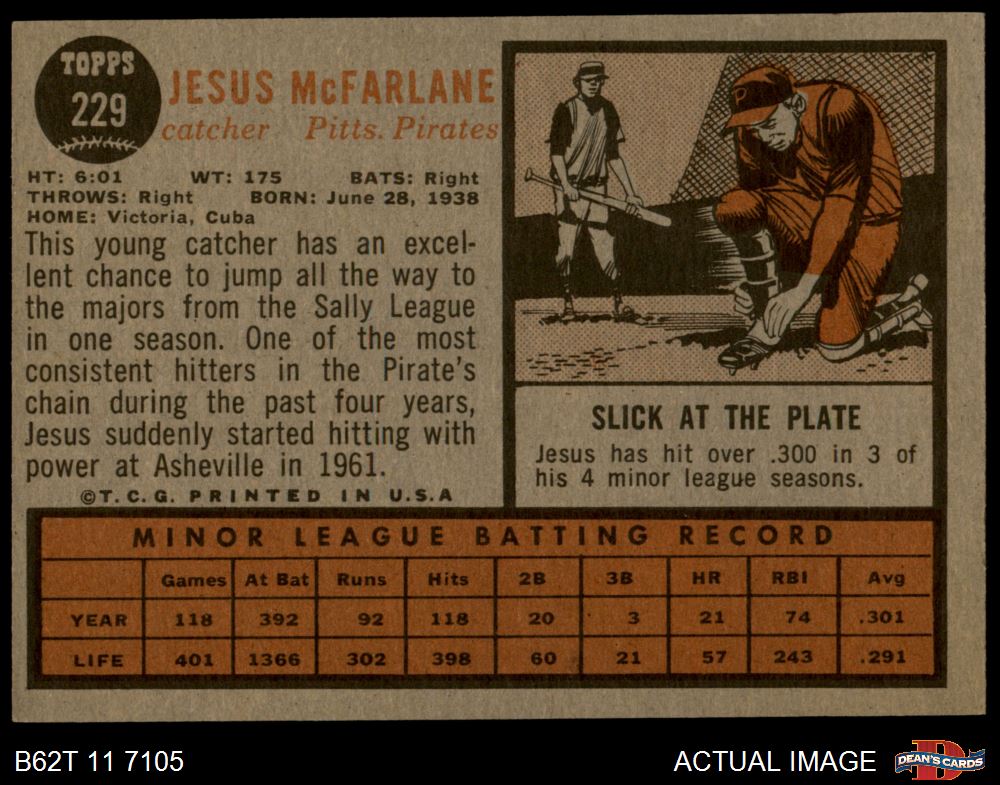 TOPPS
229
JESUS McFARLANE
catcher Pitts. Pirates
HT: 6:01 WT: 175 BATS: Right
THROWS: Right BORN: June 28, 1938
HOME: Victoria, Cuba
This young catcher has an excel-
lent chance to jump all the way to
the majors from the Sally League
in one season. One of the most
consistent hitters in the Pirate's
chain during the past four years,
Jesus suddenly started hitting with
power at Asheville in 1961.
©T.C.G. PRINTED IN U.S.A
P
SLICK AT THE PLATE
Jesus has hit over .300 in 3 of
his 4 minor league seasons.
MINOR LEAGUE BATTING RECORD
Games At Bat Runs Hits 2B 3B HR RBI Avg
YEAR 118 392 92 118 20 3 21 74 .301
LIFE 401 1366 302 398 60 21 57 243 .291
B62T 11 7105
ACTUAL IMAGE
D
DEAN'S CARDS